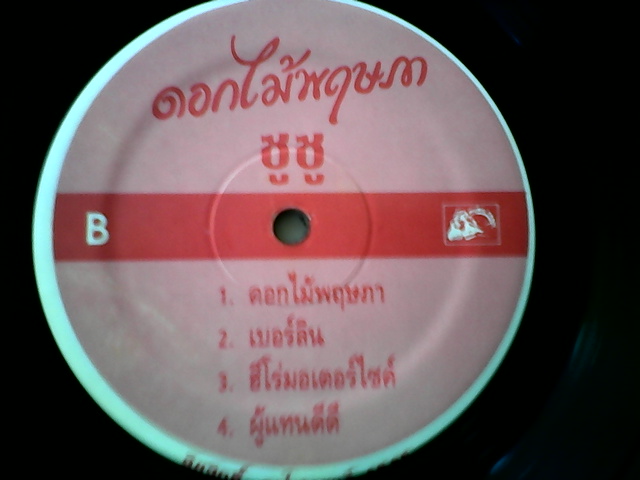 ดอกไม้พฤษภา
ซูซู
B
1. ดอกไม้พฤษภา
2. เบอร์ลิน
3. ฮีโร่มอเตอร์ไซค์
4. ผู้แทนดีดี